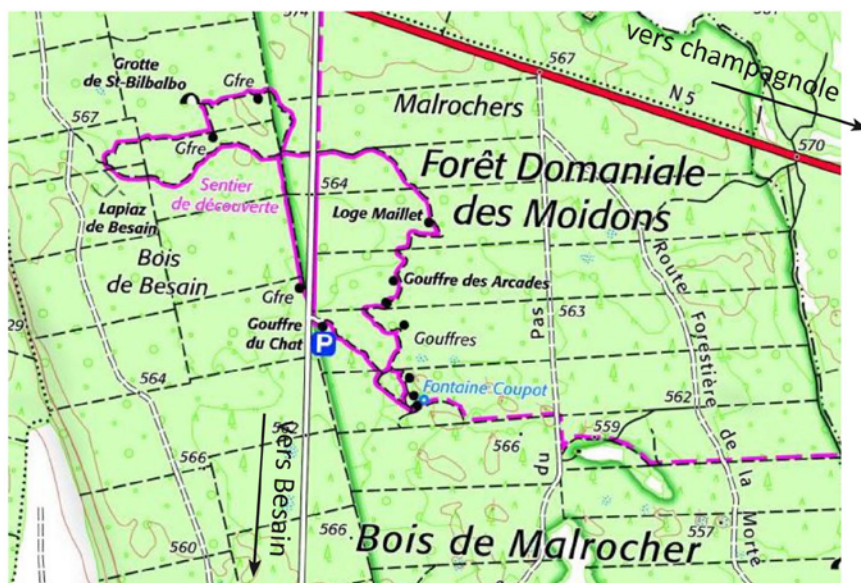 574
vers champagnole
567
N 5
570
Grotte
de St-Bilbalbo
Gfre
Malrochers
567
Gfre
Forêt Domaniale
des Moidons
Sentier
de découverte
564
Loge Maillet
Lapiaz
de Besain
Bois
de Besain
Route
Forestière
de
la
Morte
Gouffre des Arcades
Gfre
Gouffre
du Chat
P
Gouffres
563
Pas
du
29
564
Fontaine Coupot
562
559
566
566
vers Besain
566
557
560
Bois de Malrocher